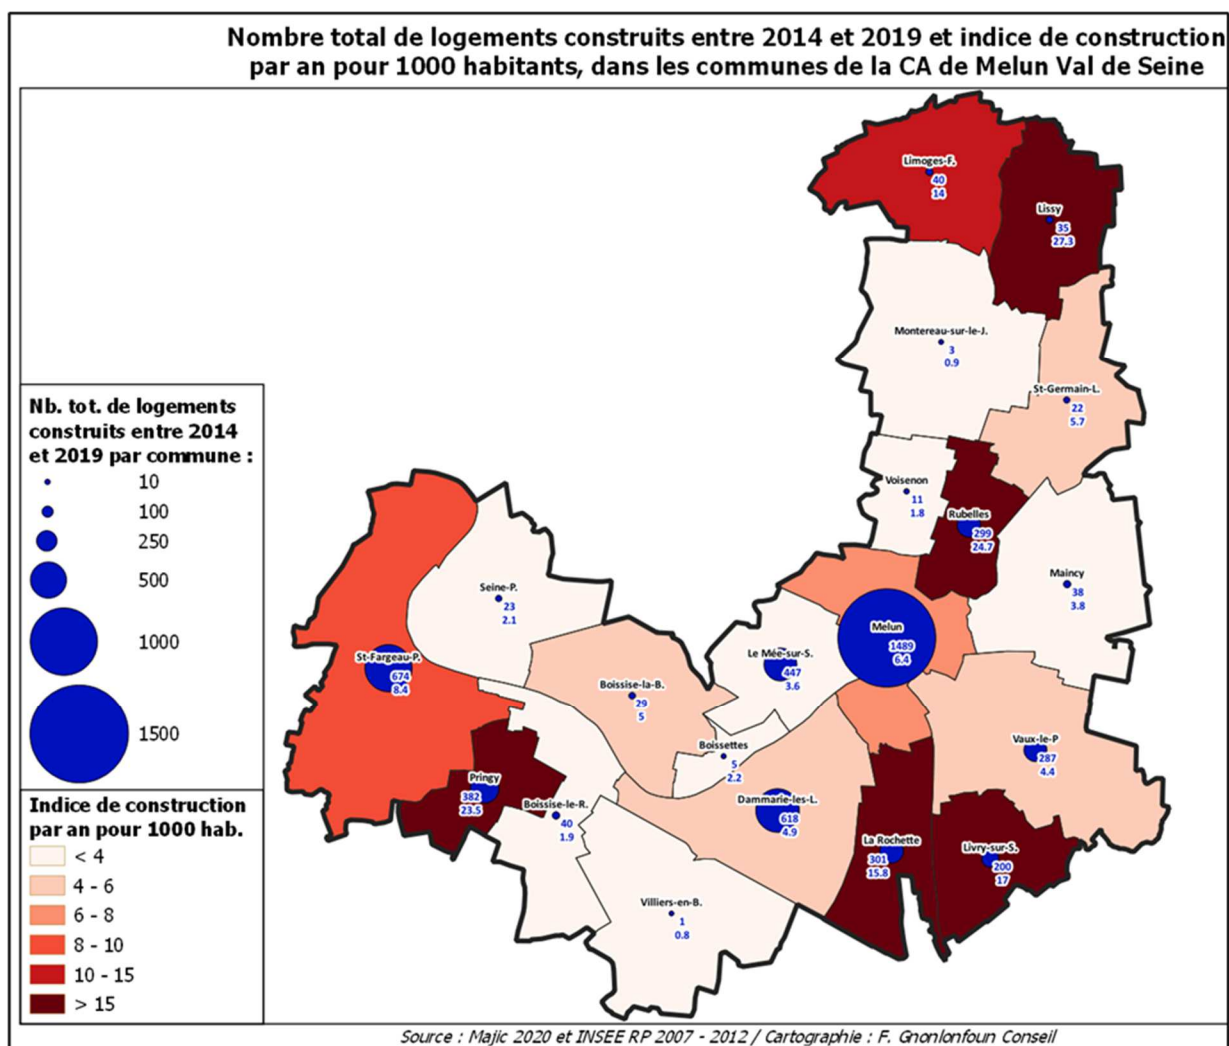 Nombre total de logements construits entre 2014 et 2019 et indice de construction
par an pour 1000 habitants, dans les communes de la CA de Melun Val de Seine
Limoges-F.
40
14
Lissy
35
27.3
Montereau-sur-le-J.
3
0.9
St-Germain-L.
22
5.7
Voisenon
11
1.8
Rubelles
299
24.7
Maincy
38
3.8
Seine-P.
23
2.1
Melun
1489
6.4
Le Mée-sur-S.
447
3.6
St-Fargeau-P.
674
8.4
Boissise-la-B.
29
5
Boissettes
5
2.2
Vaux-le-P
287
4.4
Pringy
382
23.5
Boissise-le-R.
40
1.9
Dammarie-les-L.
618
4.9
La Rochette
301
15.8
Livry-sur-S.
200
17
Villiers-en-B.
1
0.8
Nb. tot. de logements
construits entre 2014
et 2019 par commune :
10
100
250
500
1000
1500
Indice de construction
par an pour 1000 hab.
< 4
4 - 6
6 - 8
8 - 10
10 - 15
> 15
Source : Majic 2020 et INSEE RP 2007 - 2012 / Cartographie : F. Gnonlonfoun Conseil